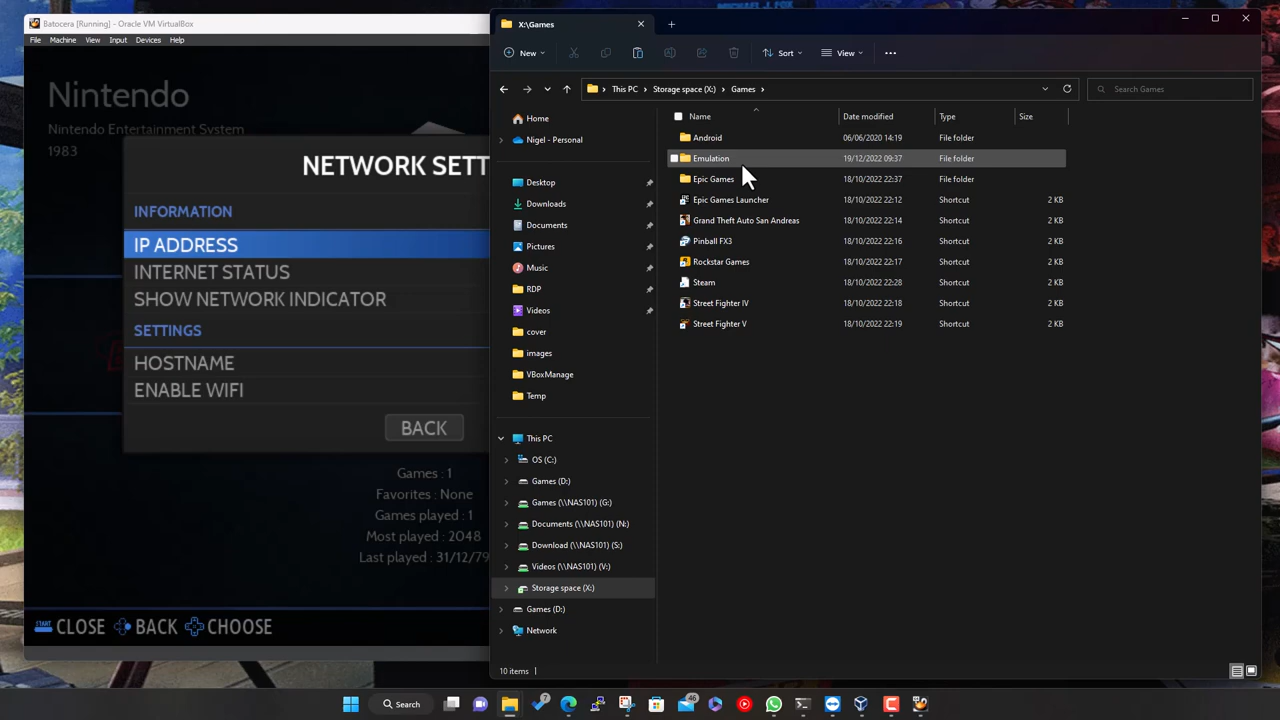 Batocera [Running] - Oracle VM VirtualBox
File Machine View Input Devices Help
Nintendo
Nintendo Entertainment System
1983
NETWORK SETT
INFORMATION
IP ADDRESS
INTERNET STATUS
SHOW NETWORK INDICATOR
SETTINGS
HOSTNAME
ENABLE WIFI
BACK
Games : 1
Favorites : None
Games played : 1
Most played : 2048
Last played : 31/12/79
START CLOSE BACK CHOOSE
X:\Games
New Sort View
This PC > Storage space (X:) > Games >
Search Games
Home
Nigel - Personal
Desktop
Downloads
Documents
Pictures
Music
RDP
Videos
cover
images
VBoxManage
Temp
This PC
OS (C:)
Games (D:)
Games (\\NAS101) (G:)
Documents (\\NAS101) (N:)
Download (\\NAS101) (S:)
Videos (\\NAS101) (V:)
Storage space (X:)
Games (D:)
Network
Name Date modified Type Size
Android 06/06/2020 14:19 File folder
Emulation 19/12/2022 09:37 File folder
Epic Games 18/10/2022 22:37 File folder
Epic Games Launcher 18/10/2022 22:12 Shortcut 2 KB
Grand Theft Auto San Andreas 18/10/2022 22:14 Shortcut 2 KB
Pinball FX3 18/10/2022 22:16 Shortcut 2 KB
Rockstar Games 18/10/2022 22:17 Shortcut 2 KB
Steam 18/10/2022 22:28 Shortcut 2 KB
Street Fighter IV 18/10/2022 22:18 Shortcut 2 KB
Street Fighter V 18/10/2022 22:19 Shortcut 2 KB
10 items
Search
7
46